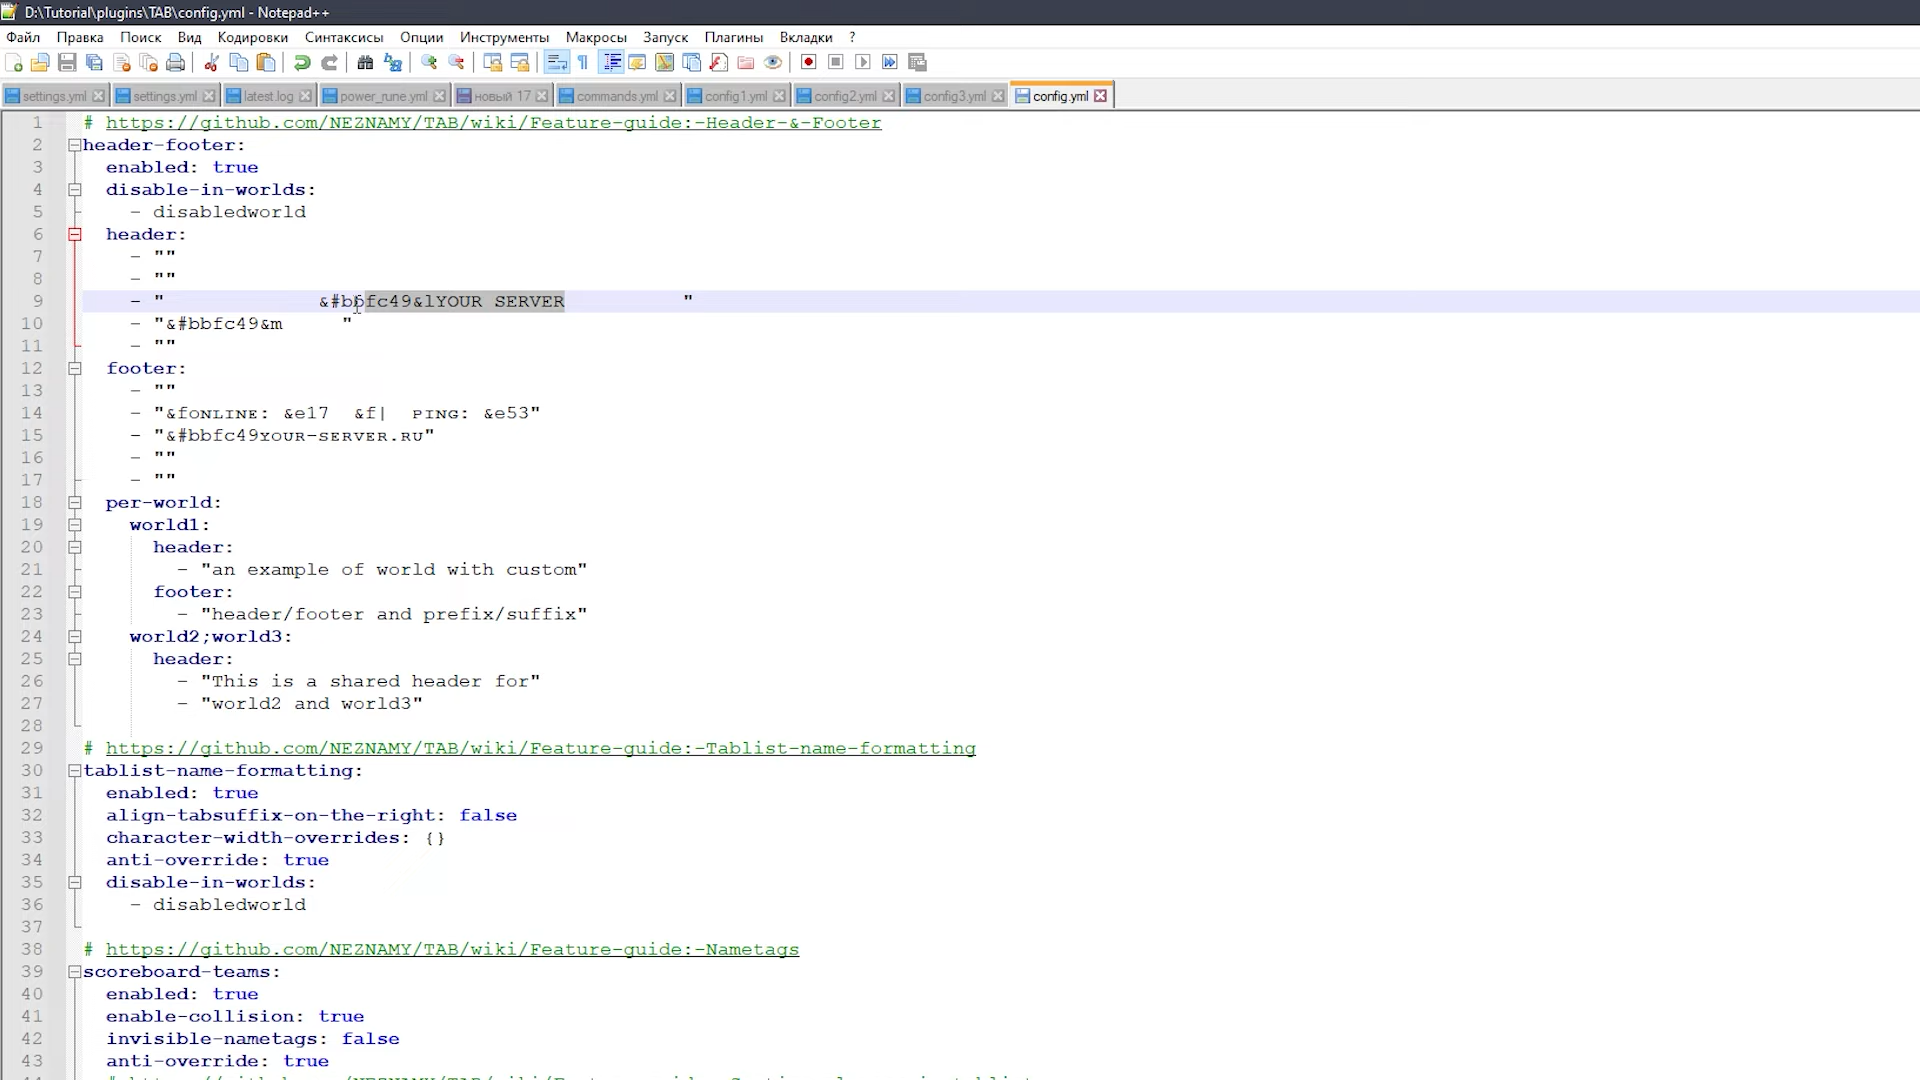 D:\Tutorial\plugins\TAB\config.yml - Notepad++
Файл Правка Поиск Вид Кодировки Синтаксисы Опции Инструменты Макросы Запуск Плагины Вкладки ?
settings.yml settings.yml latest.log power_rune.yml новый 17 commands.yml config1.yml config2.yml config3.yml config.yml
1 # https://github.com/NEZNAMY/TAB/wiki/Feature-guide:-Header-&-Footer
2 header-footer:
3 enabled: true
4 disable-in-worlds:
5 - disabledworld
6 header:
7 - ""
8 - ""
9 - "             &#bbfc49&lYOUR SERVER          "
10 - "&#bbfc49&m     "
11 - ""
12 footer:
13 - ""
14 - "&fᴏɴʟɪɴᴇ: &e17  &f|  ᴘɪɴɢ: &e53"
15 - "&#bbfc49ʏᴏᴜʀ-sᴇʀᴠᴇʀ.ʀᴜ"
16 - ""
17 - ""
18 per-world:
19 world1:
20 header:
21 - "an example of world with custom"
22 footer:
23 - "header/footer and prefix/suffix"
24 world2;world3:
25 header:
26 - "This is a shared header for"
27 - "world2 and world3"
28
29 # https://github.com/NEZNAMY/TAB/wiki/Feature-guide:-Tablist-name-formatting
30 tablist-name-formatting:
31 enabled: true
32 align-tabsuffix-on-the-right: false
33 character-width-overrides: {}
34 anti-override: true
35 disable-in-worlds:
36 - disabledworld
37
38 # https://github.com/NEZNAMY/TAB/wiki/Feature-guide:-Nametags
39 scoreboard-teams:
40 enabled: true
41 enable-collision: true
42 invisible-nametags: false
43 anti-override: true